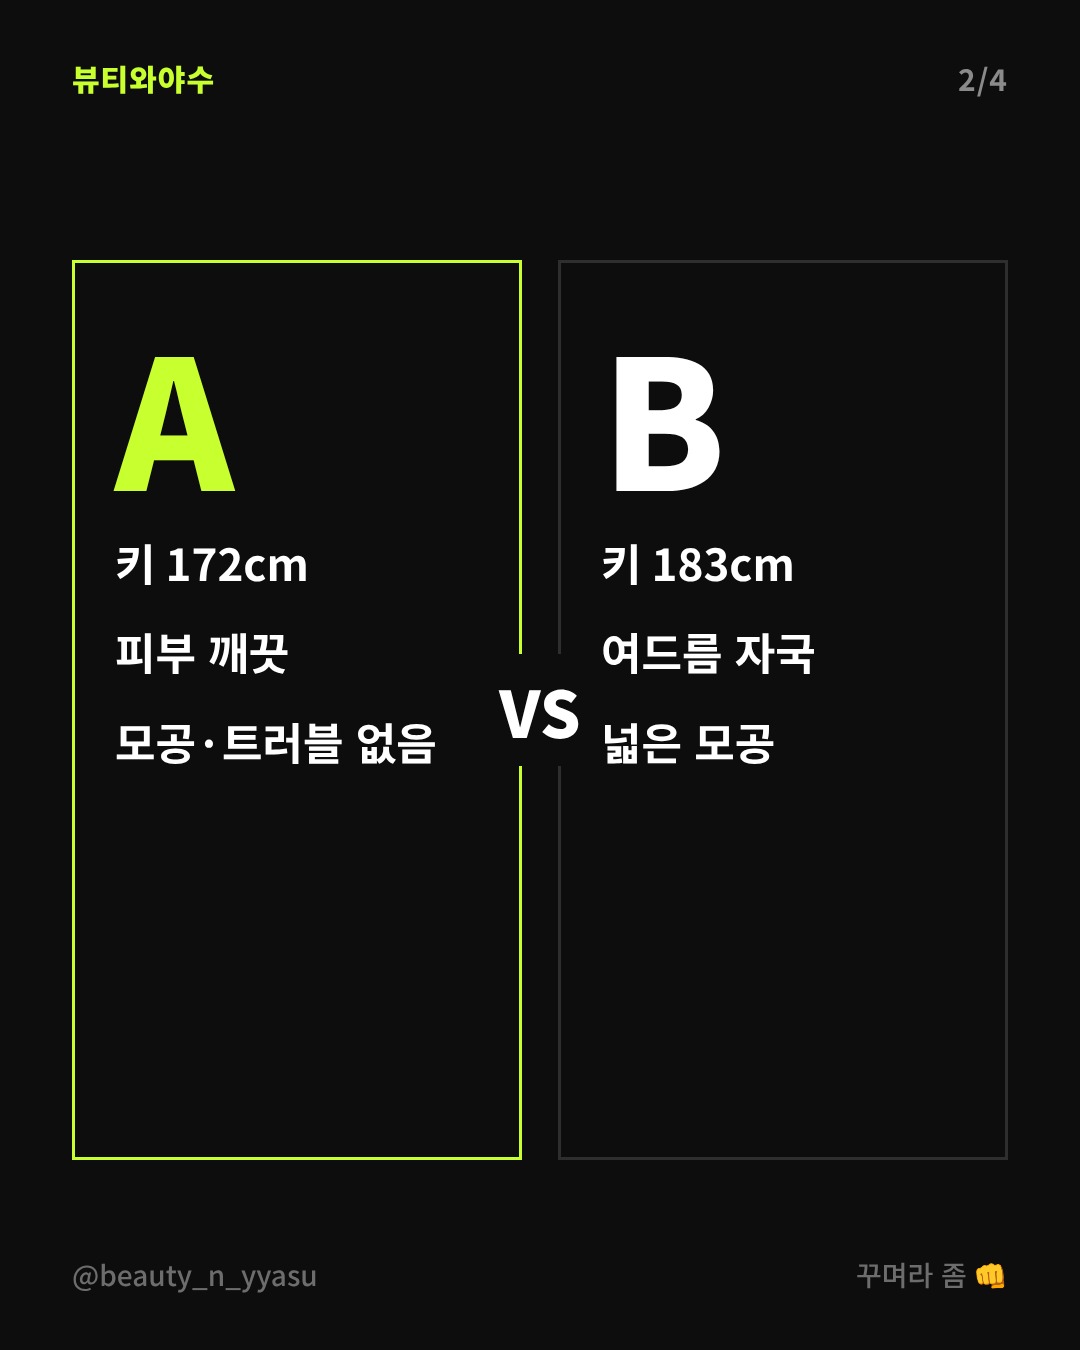 뷰티와야수
2/4
A
키 172cm
피부 깨끗
모공·트러블 없음
VS
B
키 183cm
여드름 자국
넓은 모공
@beauty_n_yyasu
꾸며라 좀 👊